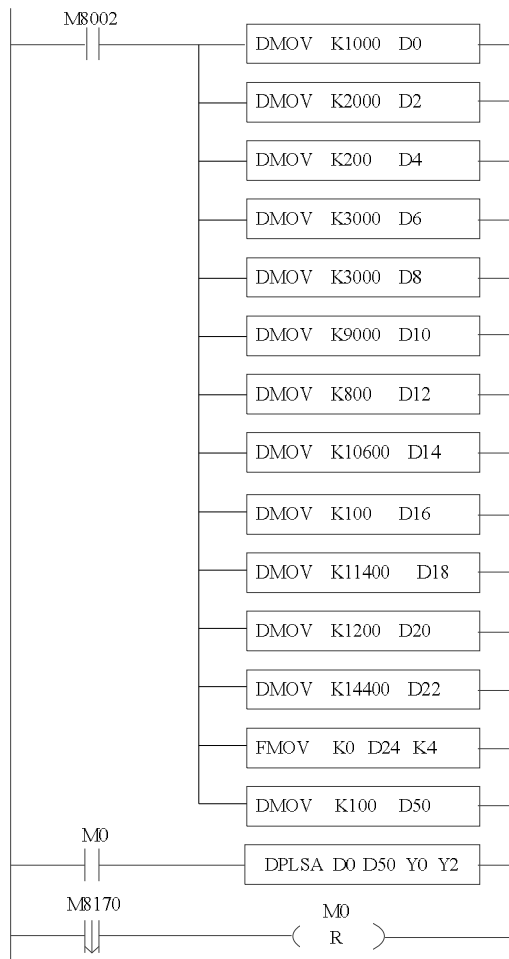 M8002
DMOV K1000 D0
DMOV K2000 D2
DMOV K200 D4
DMOV K3000 D6
DMOV K3000 D8
DMOV K9000 D10
DMOV K800 D12
DMOV K10600 D14
DMOV K100 D16
DMOV K11400 D18
DMOV K1200 D20
DMOV K14400 D22
FMOV K0 D24 K4
DMOV K100 D50
M0
DPLSA D0 D50 Y0 Y2
M8170
M0
R